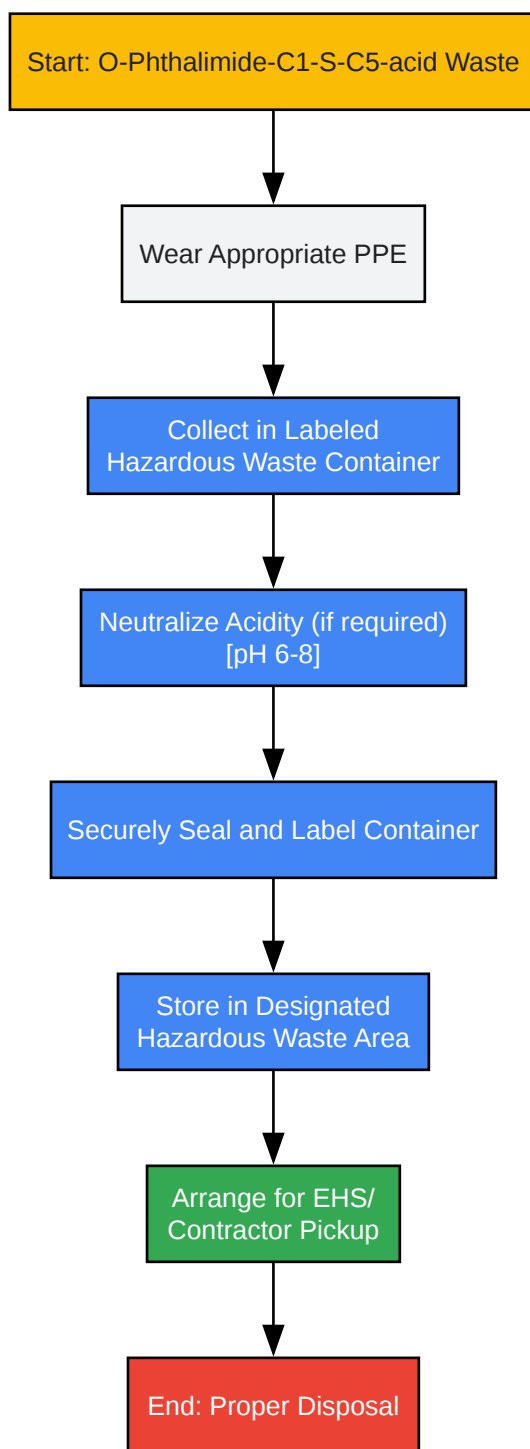 Start: O-Phthalimide-C1-S-C5-acid Waste
Wear Appropriate PPE
Collect in Labeled
Hazardous Waste Container
Neutralize Acidity (if required)
[pH 6-8]
Securely Seal and Label Container
Store in Designated
Hazardous Waste Area
Arrange for EHS/
Contractor Pickup
End: Proper Disposal